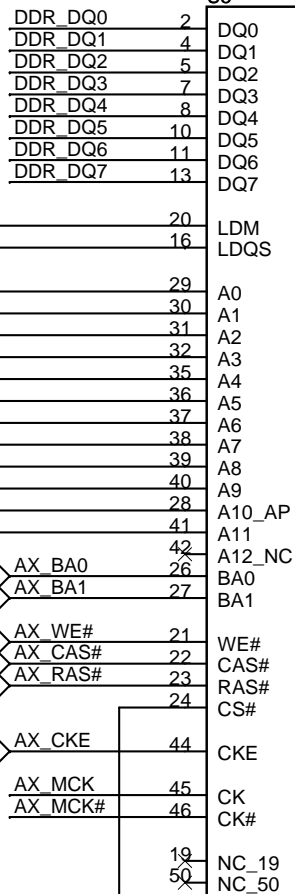 DDR_DQ0 2 DQ0
DDR_DQ1 4 DQ1
DDR_DQ2 5 DQ2
DDR_DQ3 7 DQ3
DDR_DQ4 8 DQ4
DDR_DQ5 10 DQ5
DDR_DQ6 11 DQ6
DDR_DQ7 13 DQ7
20 LDM
16 LDQS
29 A0
30 A1
31 A2
32 A3
35 A4
36 A5
37 A6
38 A7
39 A8
40 A9
28 A10_AP
41 A11
42 A12_NC
AX_BA0 26 BA0
AX_BA1 27 BA1
AX_WE# 21 WE#
AX_CAS# 22 CAS#
AX_RAS# 23 RAS#
24 CS#
AX_CKE 44 CKE
AX_MCK 45 CK
AX_MCK# 46 CK#
19 NC_19
50 NC_50